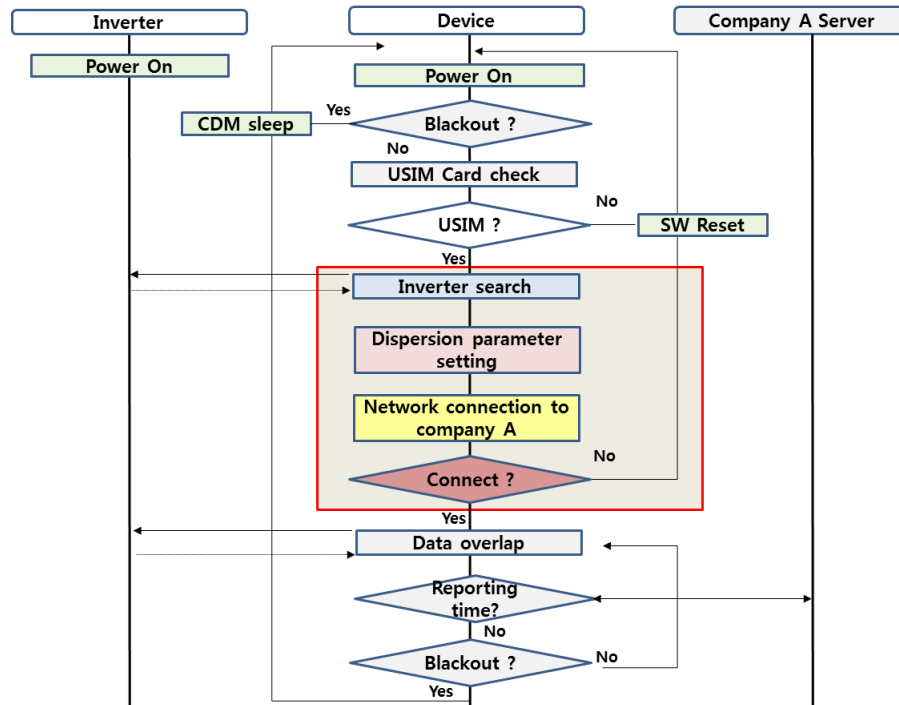 Inverter
Device
Company A Server
Power On
Power On
Yes
CDM sleep
Blackout ?
No
USIM Card check
No
USIM ?
SW Reset
Yes
Inverter search
Dispersion parameter
setting
Network connection to
company A
No
Connect ?
Yes
Data overlap
Reporting
time?
No
Blackout ?
No
Yes